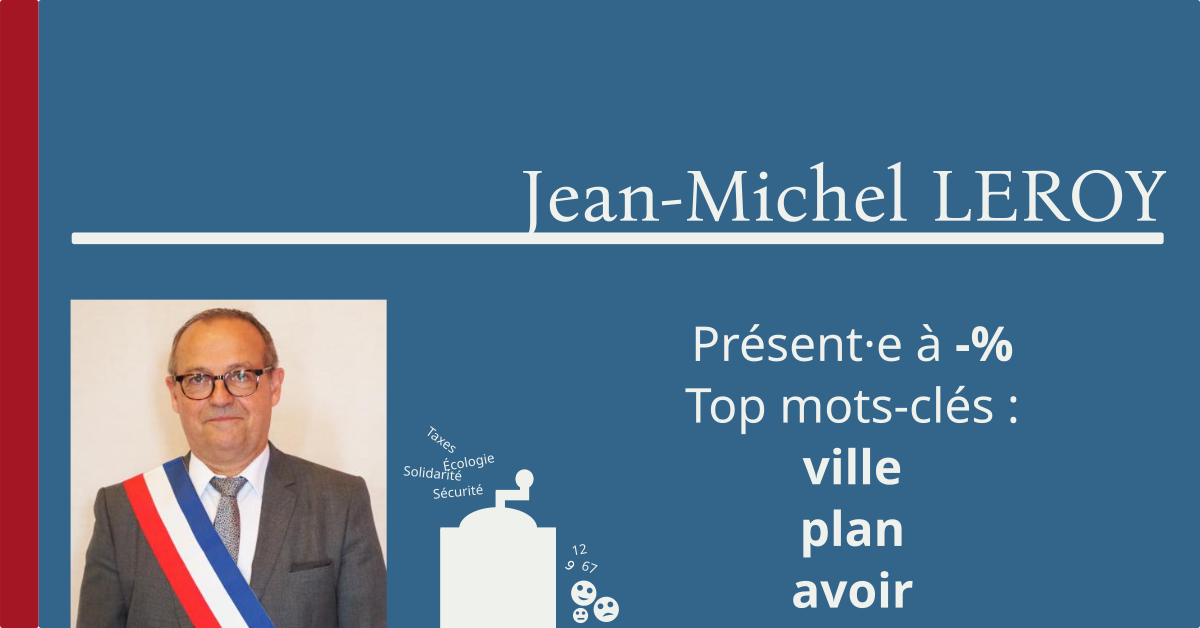 Jean-Michel LEROY
Présent·e à -%
Top mots-clés :
ville
plan
avoir
Taxes
Écologie
Solidarité
Sécurité
12
9 67